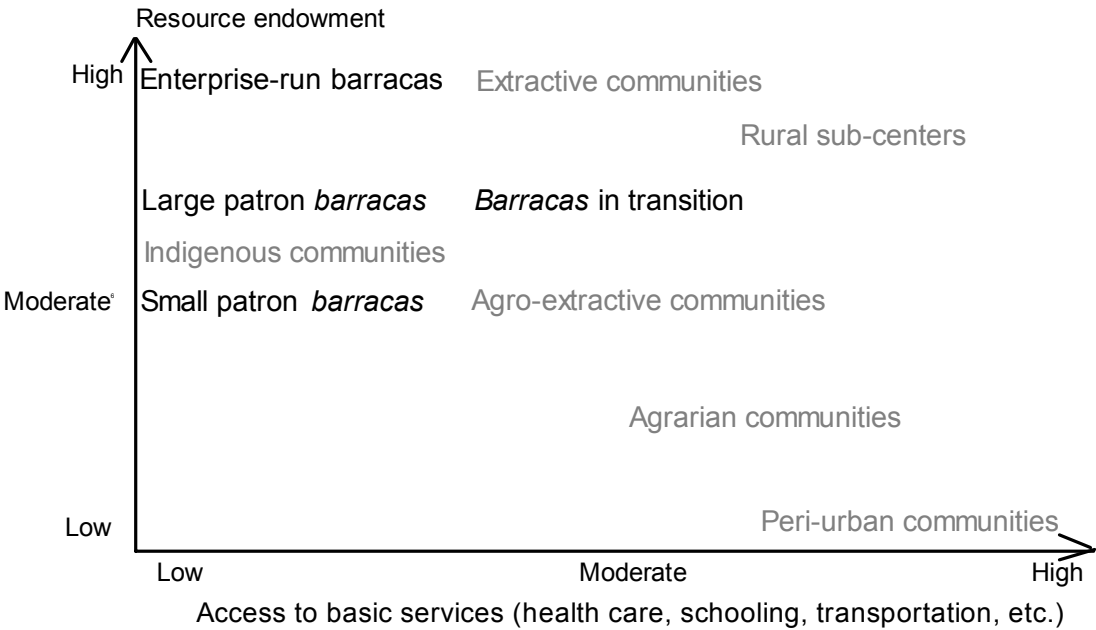 Resource endowment
High Enterprise-run barracas Extractive communities
Rural sub-centers
Large patron barracas Barracas in transition
Indigenous communities
Moderate Small patron barracas Agro-extractive communities
Agrarian communities
Low Peri-urban communities
Low Moderate High
Access to basic services (health care, schooling, transportation, etc.)